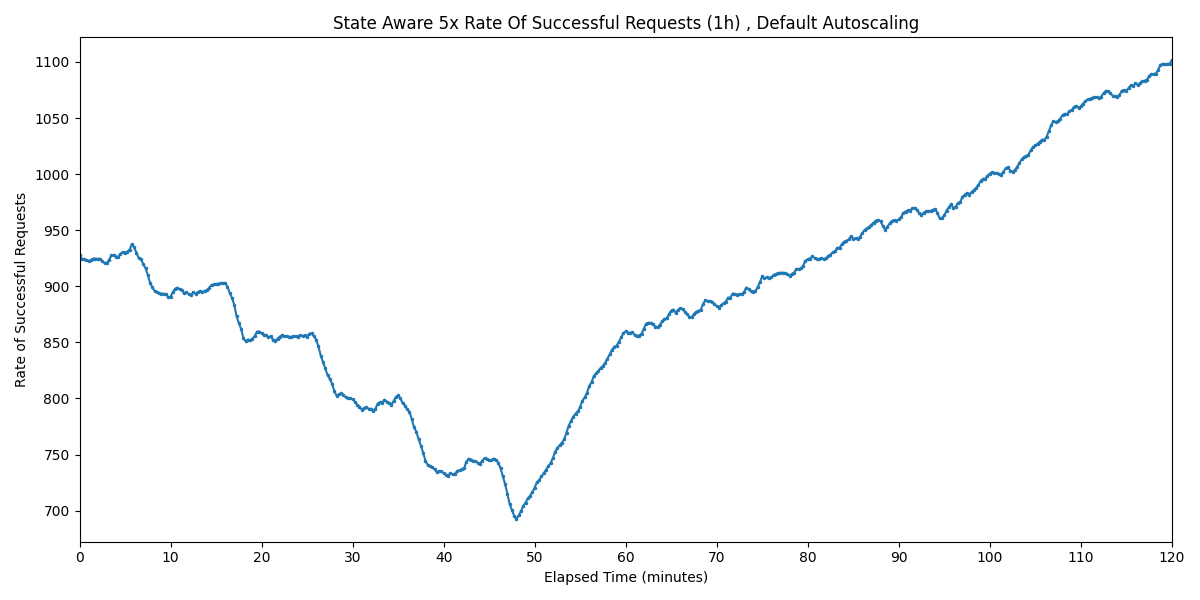 State Aware 5x Rate Of Successful Requests (1h) , Default Autoscaling
1100
1050
1000
950
900
850
800
750
700
Rate of Successful Requests
0 10 20 30 40 50 60 70 80 90 100 110 120
Elapsed Time (minutes)